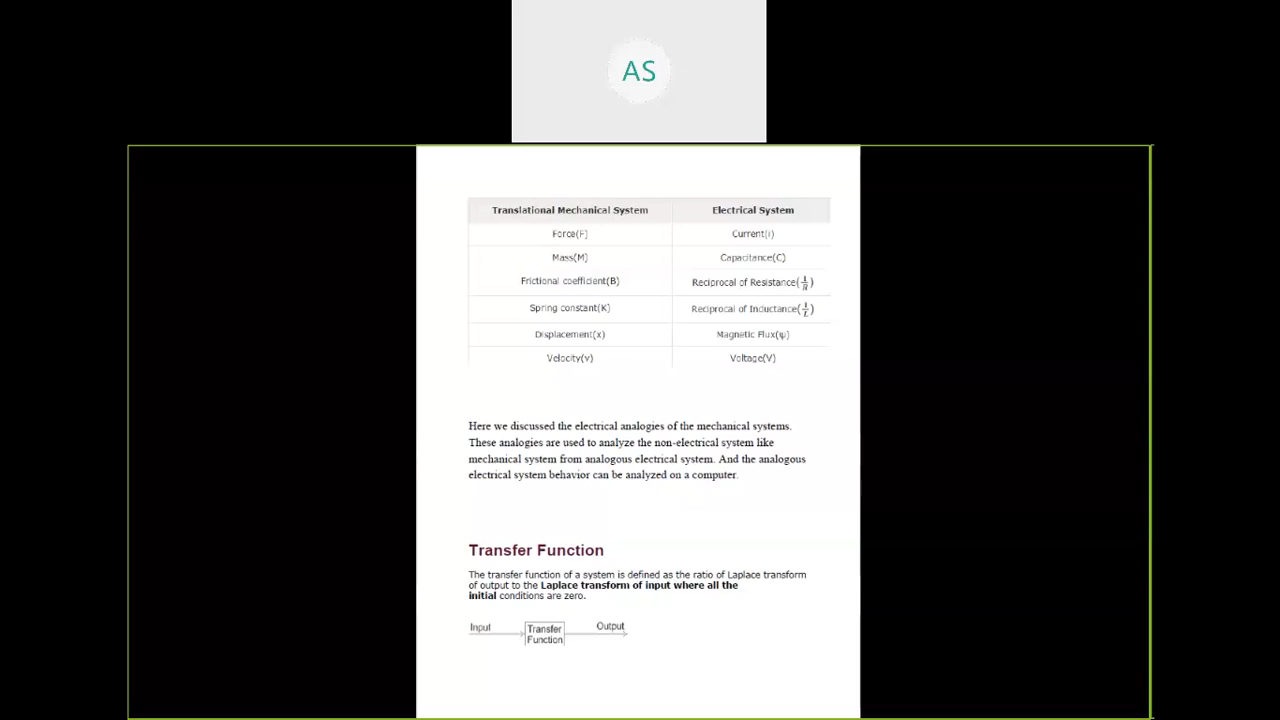 AS
Translational Mechanical System Electrical System
Force(F) Current(i)
Mass(M) Capacitance(C)
Frictional coefficient(B) Reciprocal of Resistance(1/R)
Spring constant(K) Reciprocal of Inductance(1/L)
Displacement(x) Magnetic Flux(ψ)
Velocity(v) Voltage(V)
Here we discussed the electrical analogies of the mechanical systems.
These analogies are used to analyze the non-electrical system like
mechanical system from analogous electrical system. And the analogous
electrical system behavior can be analyzed on a computer.
Transfer Function
The transfer function of a system is defined as the ratio of Laplace transform
of output to the Laplace transform of input where all the
initial conditions are zero.
Input Transfer Output
Function